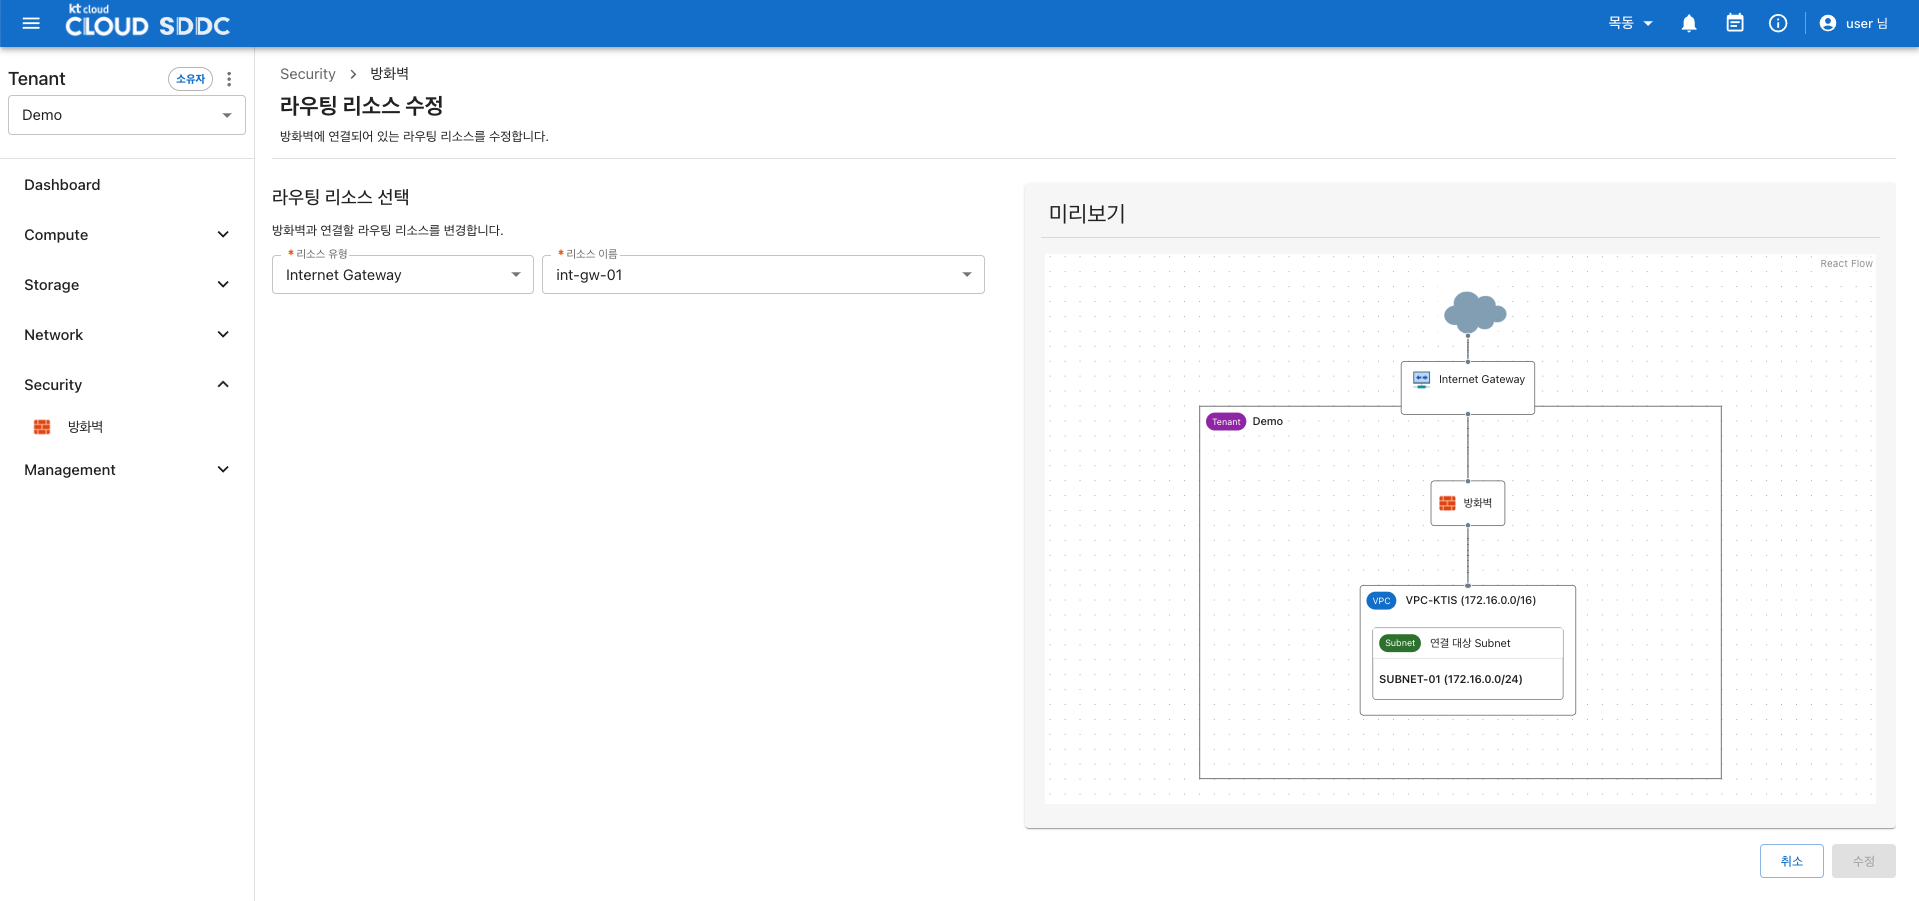 kt cloud
CLOUD SDDC
목동
user 님
Tenant
소유자
Demo
Dashboard
Compute
Storage
Network
Security
방화벽
Management
Security > 방화벽
라우팅 리소스 수정
방화벽에 연결되어 있는 라우팅 리소스를 수정합니다.
라우팅 리소스 선택
방화벽과 연결할 라우팅 리소스를 변경합니다.
* 리소스 유형
Internet Gateway
* 리소스 이름
int-gw-01
미리보기
React Flow
Internet Gateway
Tenant Demo
방화벽
VPC VPC-KTIS (172.16.0.0/16)
Subnet 연결 대상 Subnet
SUBNET-01 (172.16.0.0/24)
취소
수정